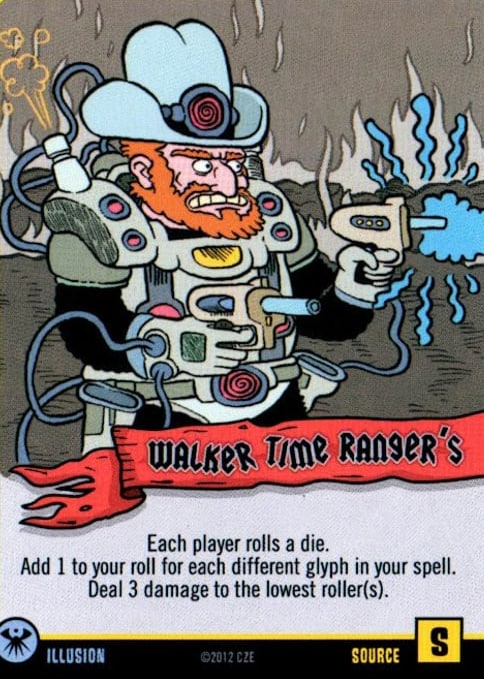 WALKER TIME RANGER'S
Each player rolls a die.
Add 1 to your roll for each different glyph in your spell.
Deal 3 damage to the lowest roller(s).
ILLUSION ©2012 CZE SOURCE S